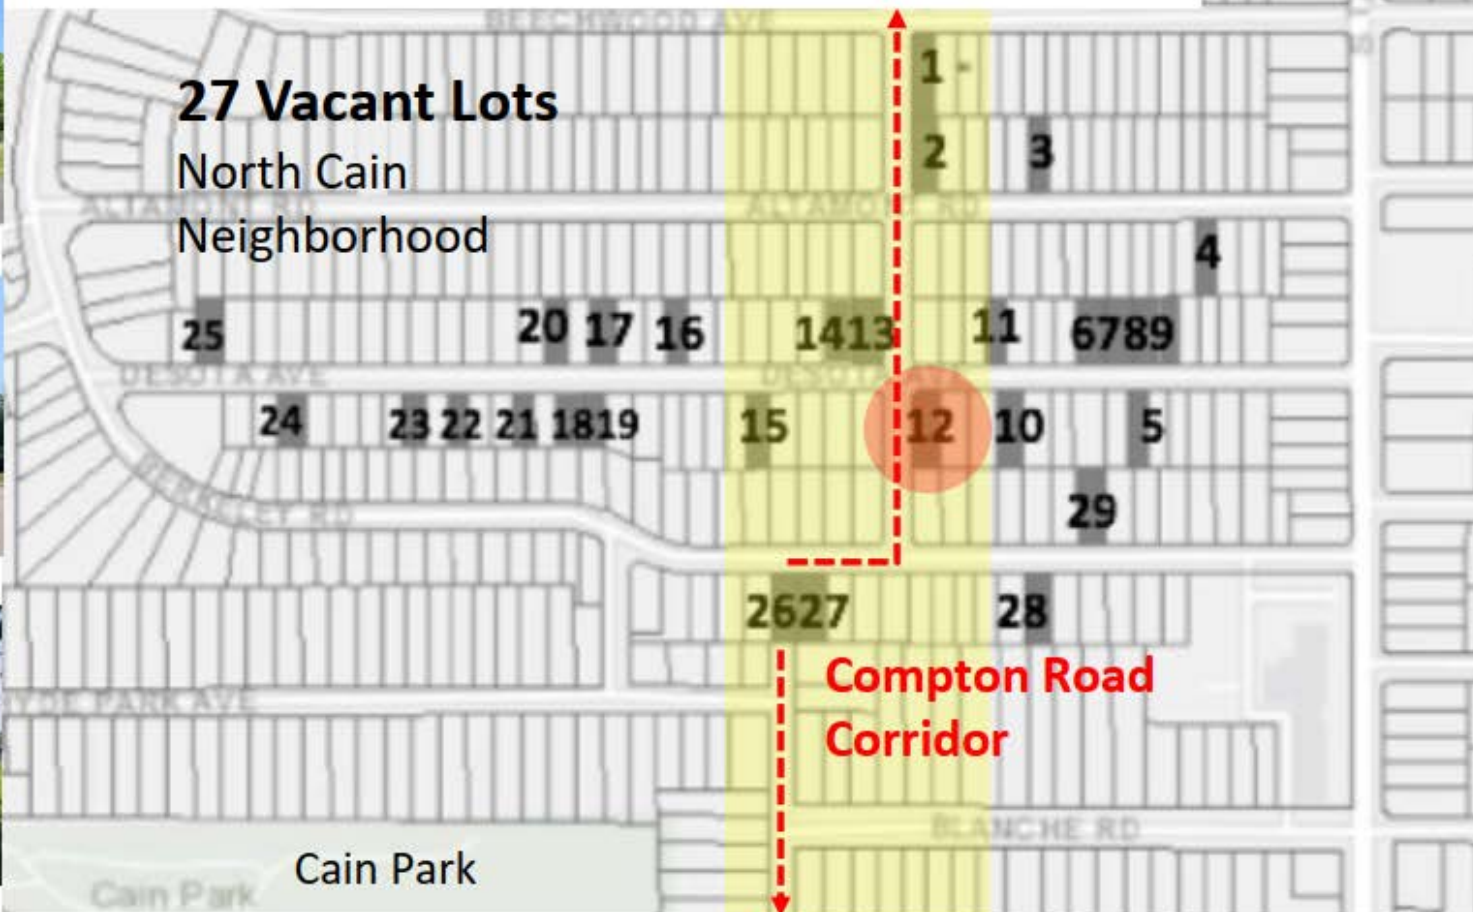 BEECHWOOD AVE
1 -
27 Vacant Lots
2
3
North Cain
ALTAMONT RD
ALTAMONT RD
Neighborhood
4
25
20
17
16
1413
11
6789
DESOTA AVE
DESOTA AVE
24
23
22
21
1819
15
12
10
5
BERKELEY RD
29
2627
28
Compton Road
Corridor
HYDE PARK AVE
BLANCHE RD
Cain Park
Cain Park